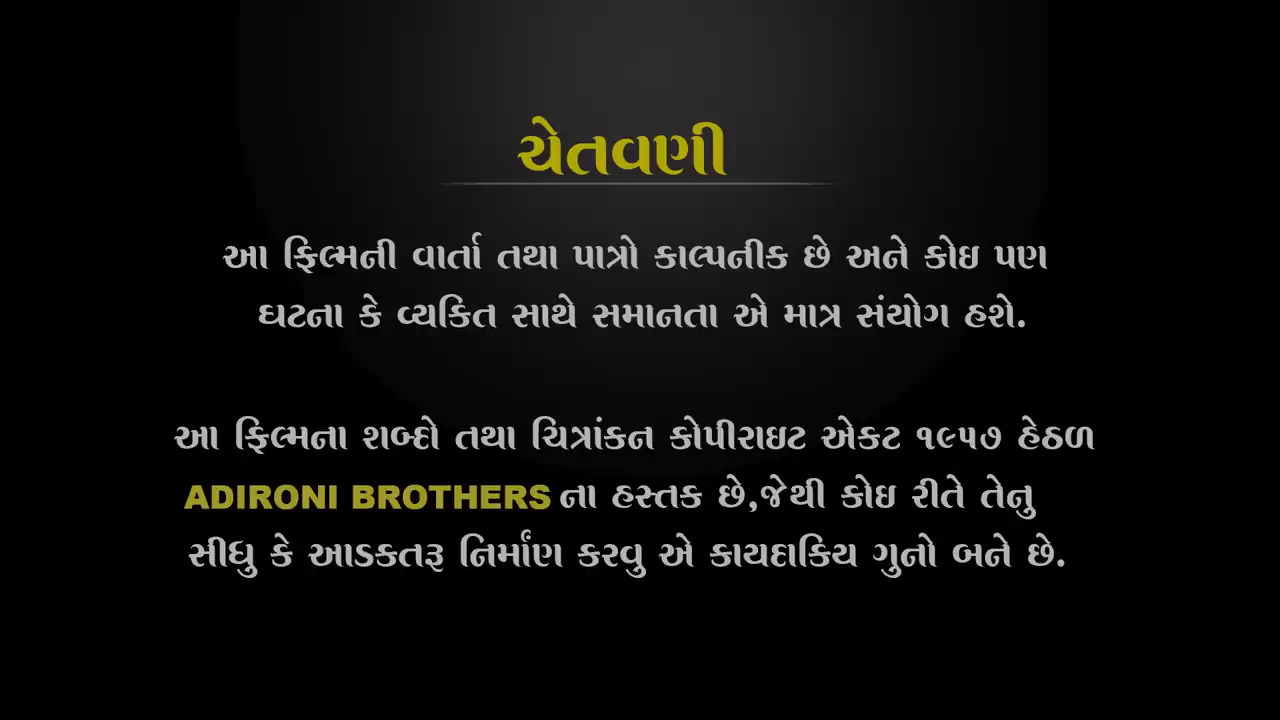 ચેતવણી
આ ફિલ્મની વાર્તા તથા પાત્રો કાલ્પનીક છે અને કોઇ પણ
ઘટના કે વ્યકિત સાથે સમાનતા એ માત્ર સંયોગ હશે.
આ ફિલ્મના શબ્દો તથા ચિત્રાંકન કોપીરાઇટ એકટ ૧૯૫૭ હેઠળ
ADIRONI BROTHERS ના હસ્તક છે,જેથી કોઇ રીતે તેનુ
સીધુ કે આડકતરૂ નિર્માંણ કરવુ એ કાયદાકિય ગુનો બને છે.